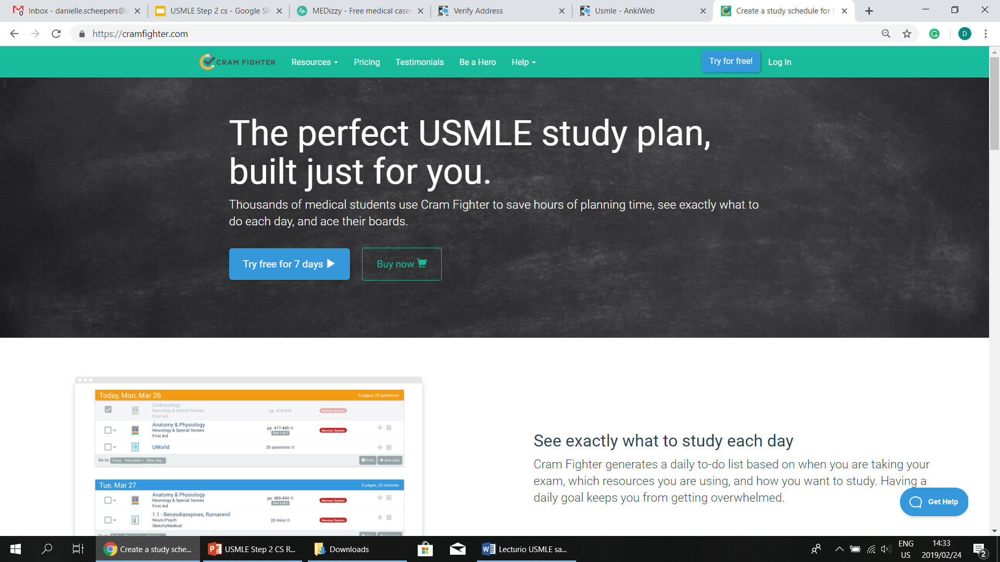 Inbox - danielle.scheepers@u
USMLE Step 2 cs - Google Sli
MEDizzy - Free medical cases
Verify Address
Usmle - AnkiWeb
Create a study schedule for t
https://cramfighter.com
D
CRAM FIGHTER
Resources
Pricing
Testimonials
Be a Hero
Help
Try for free!
Log In
The perfect USMLE study plan,
built just for you.
Thousands of medical students use Cram Fighter to save hours of planning time, see exactly what to
do each day, and ace their boards.
Try free for 7 days
Buy now
Today, Mon, Mar 26
9 pages, 25 questions
Embryology
Neurology & Special Senses
First Aid
pp. 474-476
Nervous System
Anatomy & Physiology
Neurology & Special Senses
First Aid
pp. 477-485
Part 1 of 2
Nervous System
UWorld
25 questions
Go to: Today This week Other day...
Print
New task
Tue, Mar 27
9 pages, 20 minutes
Anatomy & Physiology
Neurology & Special Senses
First Aid
pp. 486-494
Part 2 of 2
Nervous System
1.1 - Benzodiazepines, flumazenil
Neuro/Psych
SketchyMedical
20 mins
Nervous System
See exactly what to study each day
Cram Fighter generates a daily to-do list based on when you are taking your
exam, which resources you are using, and how you want to study. Having a
daily goal keeps you from getting overwhelmed.
Get Help
Create a study sche...
USMLE Step 2 CS R...
Downloads
Lecturio USMLE sa...
ENG
US
14:33
2019/02/24
2